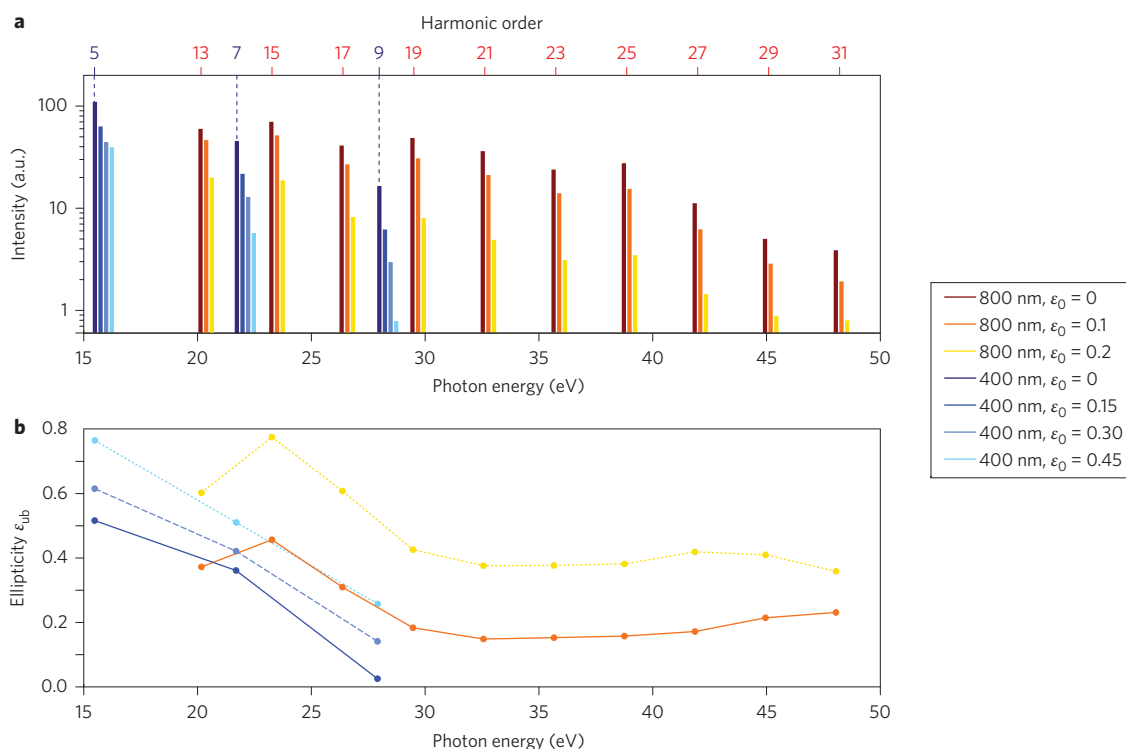 a
Harmonic order
5 13 7 15 17 9 19 21 23 25 27 29 31
Intensity (a.u.)
100
10
1
15 20 25 30 35 40 45 50
Photon energy (eV)
800 nm, ε0 = 0
800 nm, ε0 = 0.1
800 nm, ε0 = 0.2
400 nm, ε0 = 0
400 nm, ε0 = 0.15
400 nm, ε0 = 0.30
400 nm, ε0 = 0.45
b
Ellipticity εub
0.8
0.6
0.4
0.2
0.0
15 20 25 30 35 40 45 50
Photon energy (eV)